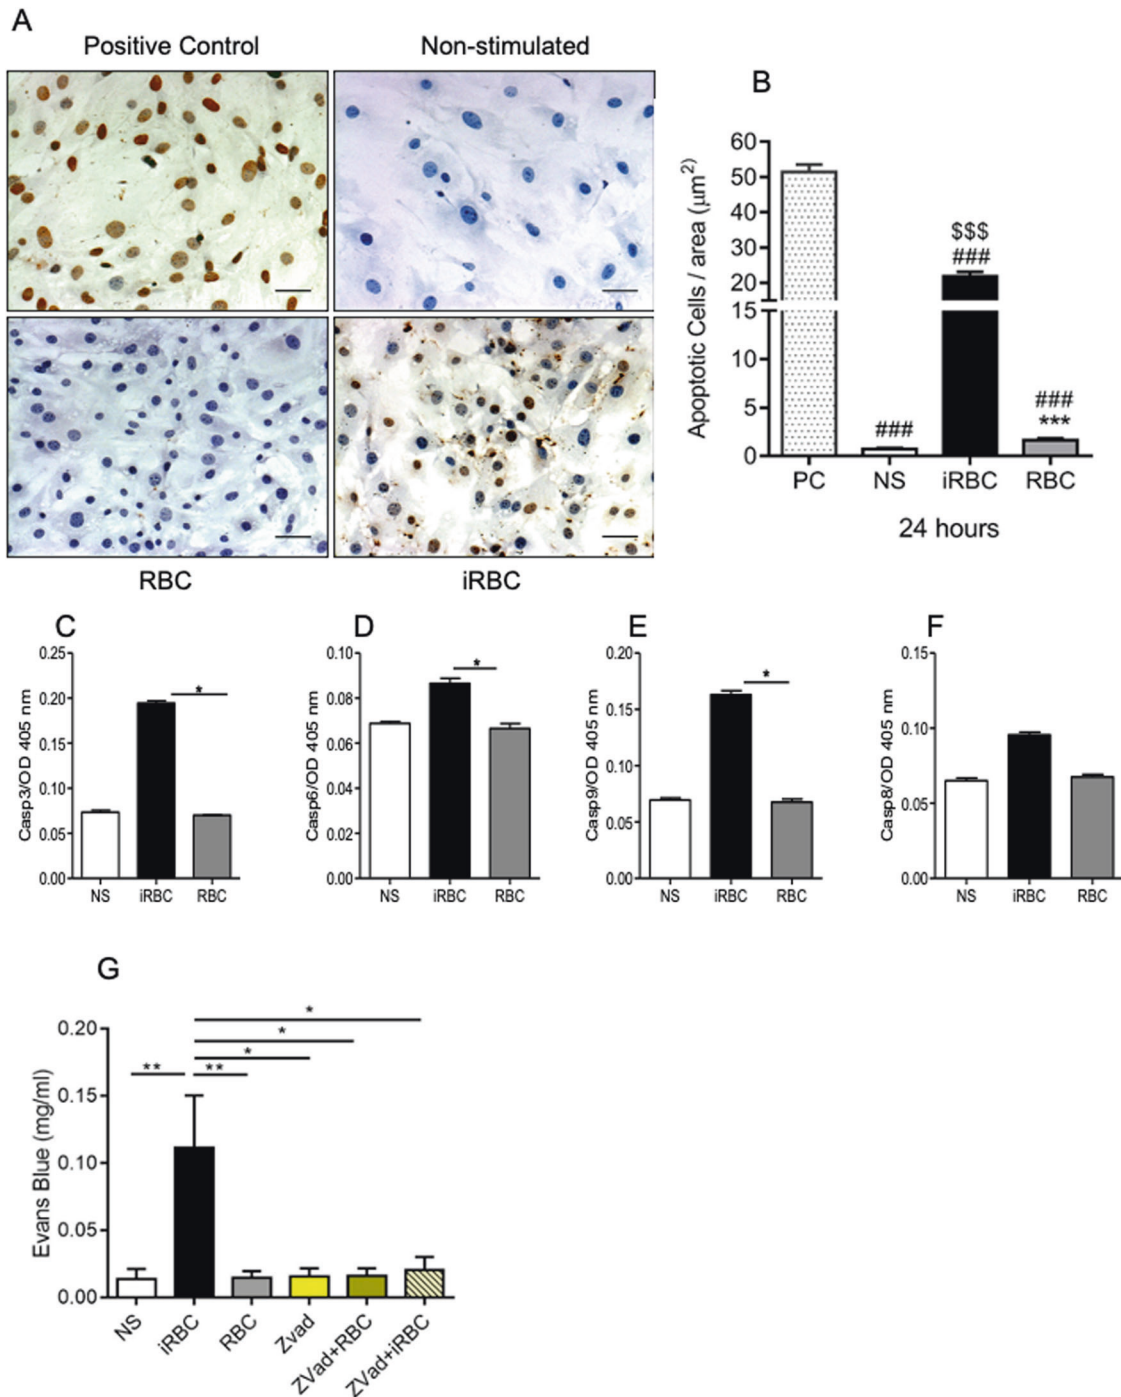 A
Positive Control
Non-stimulated
RBC
iRBC
B
Apoptotic Cells / area (µm²)
60
50
40
30
20
15
10
5
0
###
$$$
###
###
***
PC
NS
iRBC
RBC
24 hours
C
Casp3/OD 405 nm
0.25
0.20
0.15
0.10
0.05
0.00
*
NS
iRBC
RBC
D
Casp6/OD 405 nm
0.10
0.08
0.06
0.04
0.02
0.00
*
NS
iRBC
RBC
E
Casp9/OD 405 nm
0.20
0.15
0.10
0.05
0.00
*
NS
iRBC
RBC
F
Casp8/OD 405 nm
0.15
0.10
0.05
0.00
NS
iRBC
RBC
G
Evans Blue (mg/ml)
0.20
0.15
0.10
0.05
0.00
*
*
*
**
**
NS
iRBC
RBC
Zvad
ZVad+RBC
ZVad+iRBC